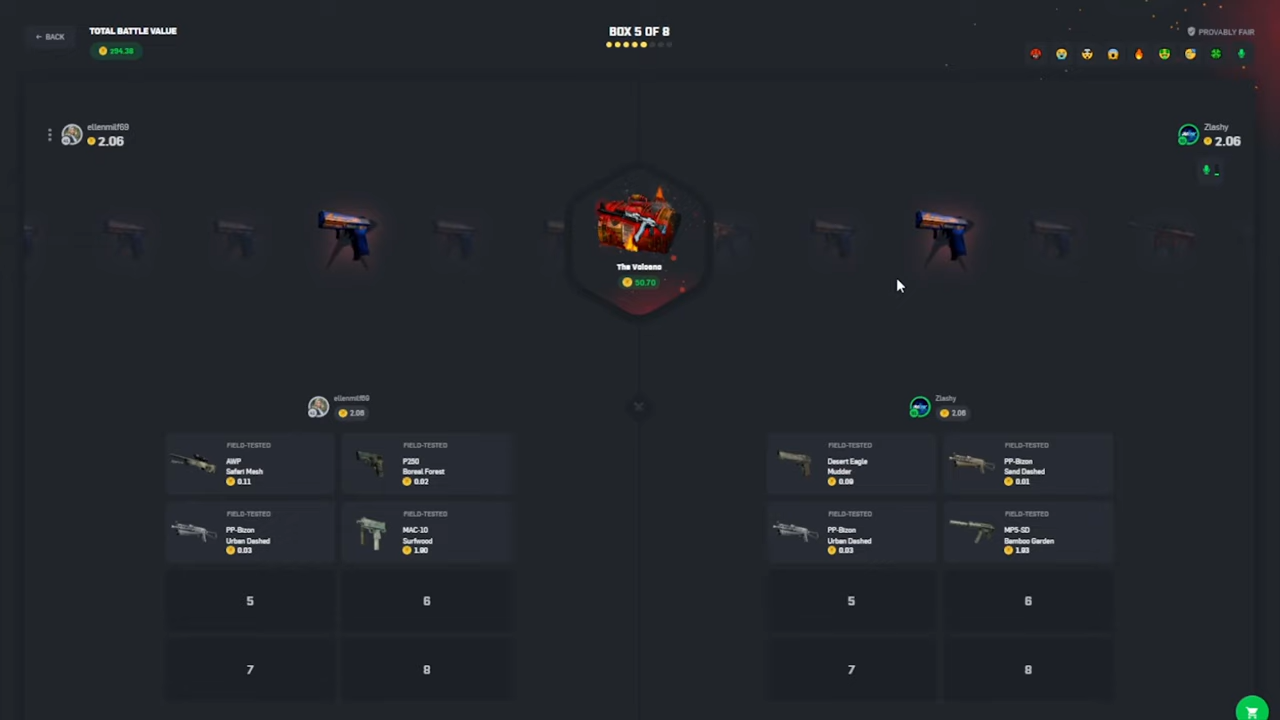 ← BACK
TOTAL BATTLE VALUE
294.38
BOX 5 OF 8
PROVABLY FAIR
ellenmilf69
2.06
Zlashy
2.06
The Volcano
50.70
ellenmilf69
2.06
Zlashy
2.06
FIELD-TESTED
AWP
Safari Mesh
0.11
FIELD-TESTED
P250
Boreal Forest
0.02
FIELD-TESTED
PP-Bizon
Urban Dashed
0.03
FIELD-TESTED
MAC-10
Surfwood
1.90
5
6
7
8
FIELD-TESTED
Desert Eagle
Mudder
0.09
FIELD-TESTED
PP-Bizon
Sand Dashed
0.01
FIELD-TESTED
PP-Bizon
Urban Dashed
0.03
FIELD-TESTED
MP5-SD
Bamboo Garden
1.93
5
6
7
8